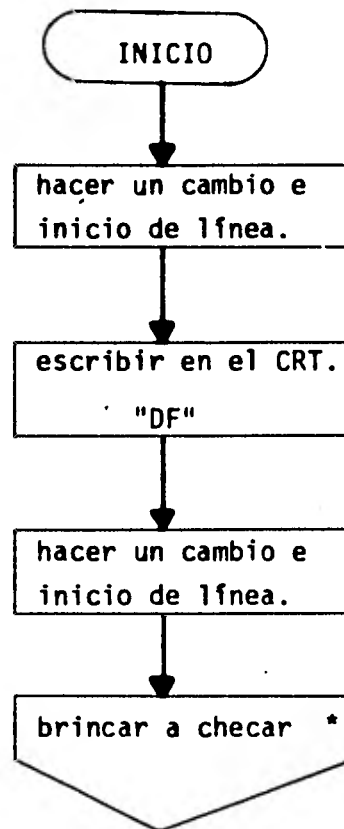 INICIO
hacer un cambio e
inicio de línea.
escribir en el CRT.
"DF"
hacer un cambio e
inicio de línea.
brincar a checar *